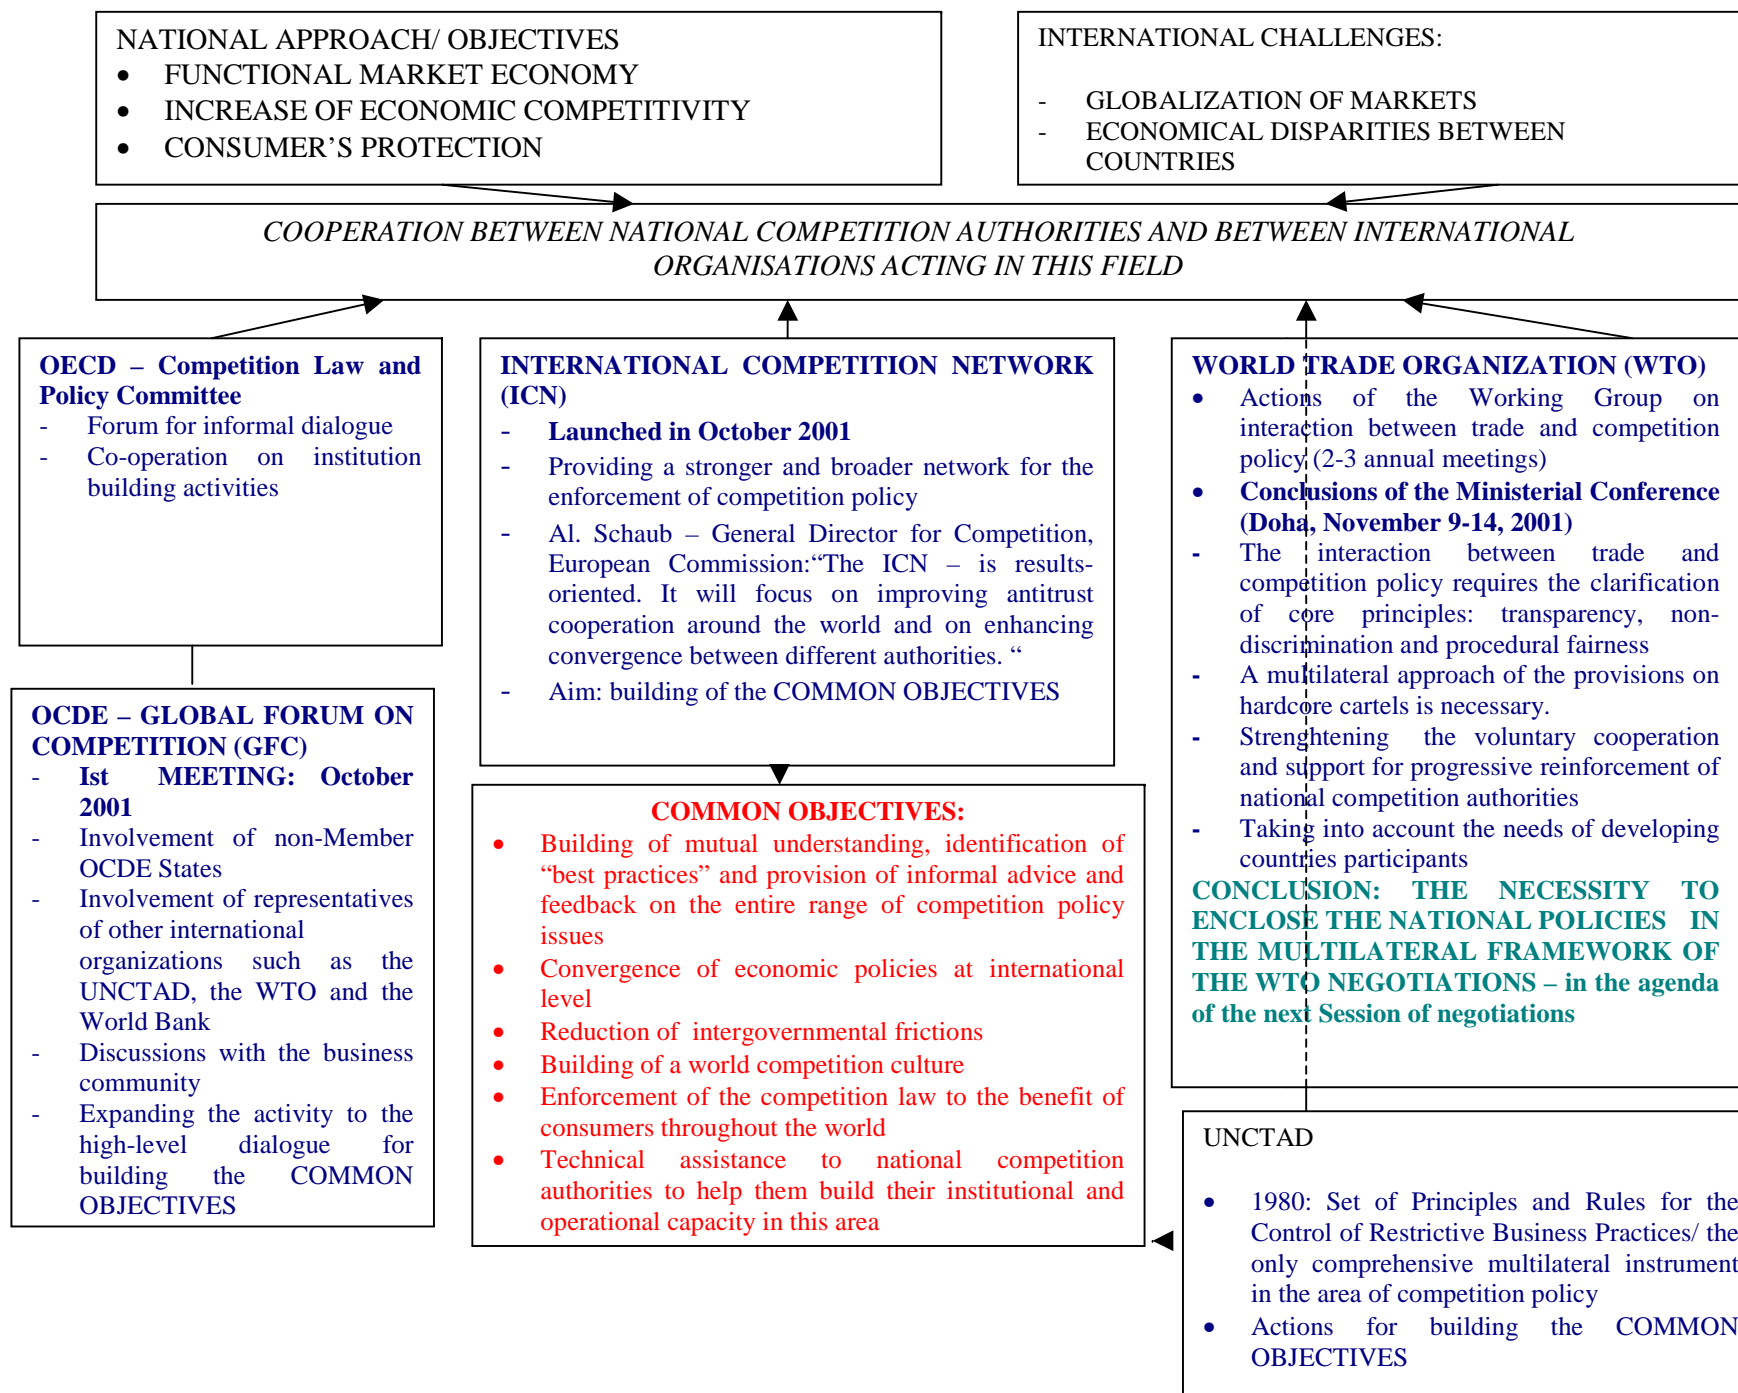 NATIONAL APPROACH/ OBJECTIVES
• FUNCTIONAL MARKET ECONOMY
• INCREASE OF ECONOMIC COMPETITIVITY
• CONSUMER’S PROTECTION
INTERNATIONAL CHALLENGES:
- GLOBALIZATION OF MARKETS
- ECONOMICAL DISPARITIES BETWEEN
COUNTRIES
COOPERATION BETWEEN NATIONAL COMPETITION AUTHORITIES AND BETWEEN INTERNATIONAL
ORGANISATIONS ACTING IN THIS FIELD
OECD – Competition Law and
Policy Committee
- Forum for informal dialogue
- Co-operation on institution
building activities
OCDE – GLOBAL FORUM ON
COMPETITION (GFC)
- Ist MEETING: October
2001
- Involvement of non-Member
OCDE States
- Involvement of representatives
of other international
organizations such as the
UNCTAD, the WTO and the
World Bank
- Discussions with the business
community
- Expanding the activity to the
high-level dialogue for
building the COMMON
OBJECTIVES
INTERNATIONAL COMPETITION NETWORK
(ICN)
- Launched in October 2001
- Providing a stronger and broader network for the
enforcement of competition policy
- Al. Schaub – General Director for Competition,
European Commission:“The ICN – is results-
oriented. It will focus on improving antitrust
cooperation around the world and on enhancing
convergence between different authorities. “
- Aim: building of the COMMON OBJECTIVES
COMMON OBJECTIVES:
• Building of mutual understanding, identification of
“best practices” and provision of informal advice and
feedback on the entire range of competition policy
issues
• Convergence of economic policies at international
level
• Reduction of intergovernmental frictions
• Building of a world competition culture
• Enforcement of the competition law to the benefit of
consumers throughout the world
• Technical assistance to national competition
authorities to help them build their institutional and
operational capacity in this area
WORLD TRADE ORGANIZATION (WTO)
• Actions of the Working Group on
interaction between trade and competition
policy (2-3 annual meetings)
• Conclusions of the Ministerial Conference
(Doha, November 9-14, 2001)
- The interaction between trade and
competition policy requires the clarification
of core principles: transparency, non-
discrimination and procedural fairness
- A multilateral approach of the provisions on
hardcore cartels is necessary.
- Strenghtening the voluntary cooperation
and support for progressive reinforcement of
national competition authorities
- Taking into account the needs of developing
countries participants
CONCLUSION: THE NECESSITY TO
ENCLOSE THE NATIONAL POLICIES IN
THE MULTILATERAL FRAMEWORK OF
THE WTO NEGOTIATIONS – in the agenda
of the next Session of negotiations
UNCTAD
• 1980: Set of Principles and Rules for the
Control of Restrictive Business Practices/ the
only comprehensive multilateral instrument
in the area of competition policy
• Actions for building the COMMON
OBJECTIVES